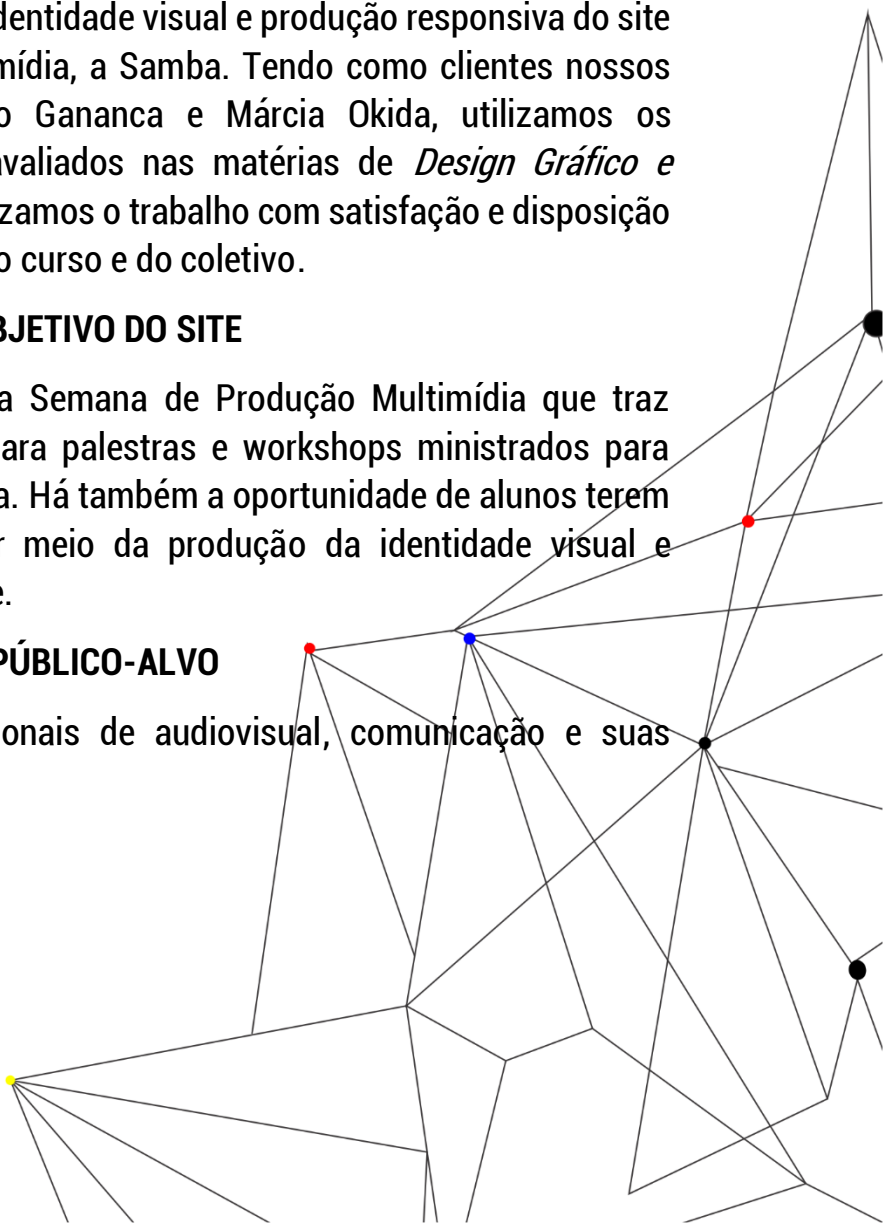 dentidade visual e produção responsiva do site
mídia, a Samba. Tendo como clientes nossos
o Gananca e Márcia Okida, utilizamos os
avaliados nas matérias de Design Gráfico e
zamos o trabalho com satisfação e disposição
o curso e do coletivo.
BJETIVO DO SITE
a Semana de Produção Multimídia que traz
ara palestras e workshops ministrados para
a. Há também a oportunidade de alunos terem
r meio da produção da identidade visual e
e.
PÚBLICO-ALVO
onais de audiovisual, comunicação e suas